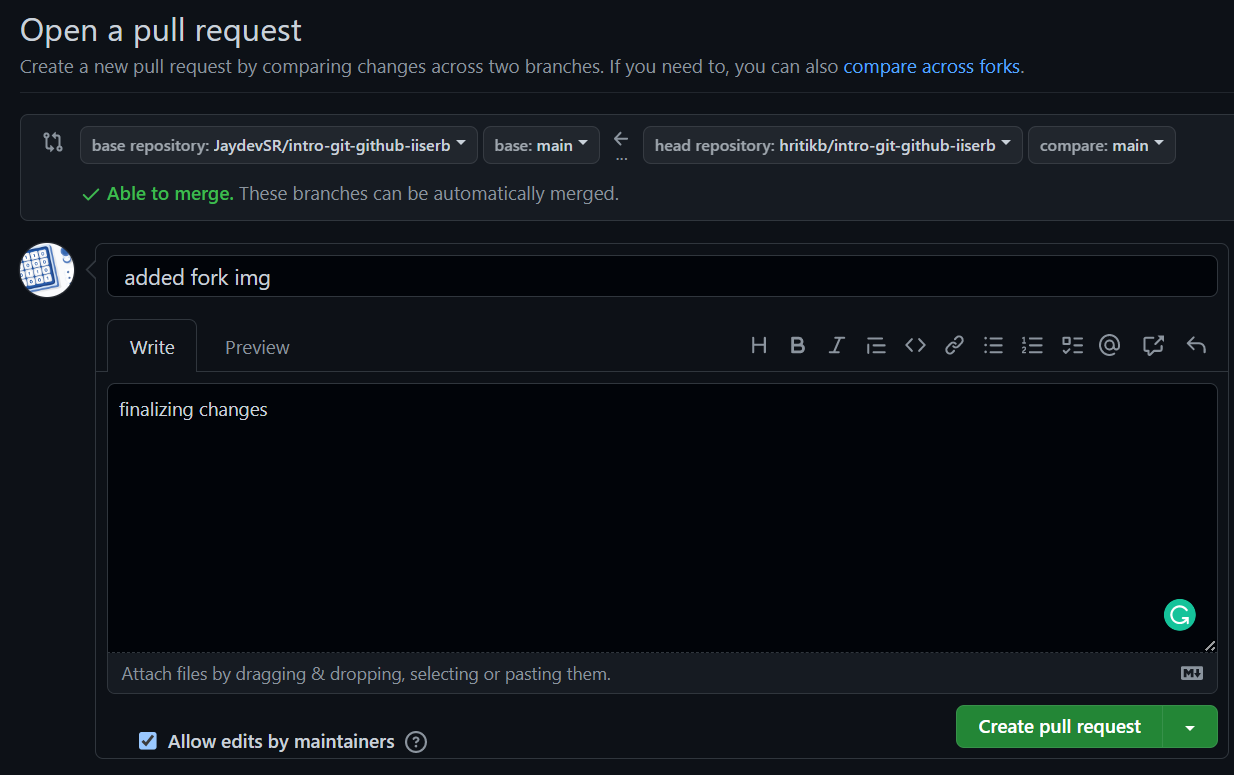 Open a pull request
Create a new pull request by comparing changes across two branches. If you need to, you can also compare across forks.
base repository: JaydevSR/intro-git-github-iiserb base: main ... head repository: hritikb/intro-git-github-iiserb compare: main
Able to merge. These branches can be automatically merged.
added fork img
Write Preview
finalizing changes
Attach files by dragging & dropping, selecting or pasting them.
Allow edits by maintainers
Create pull request